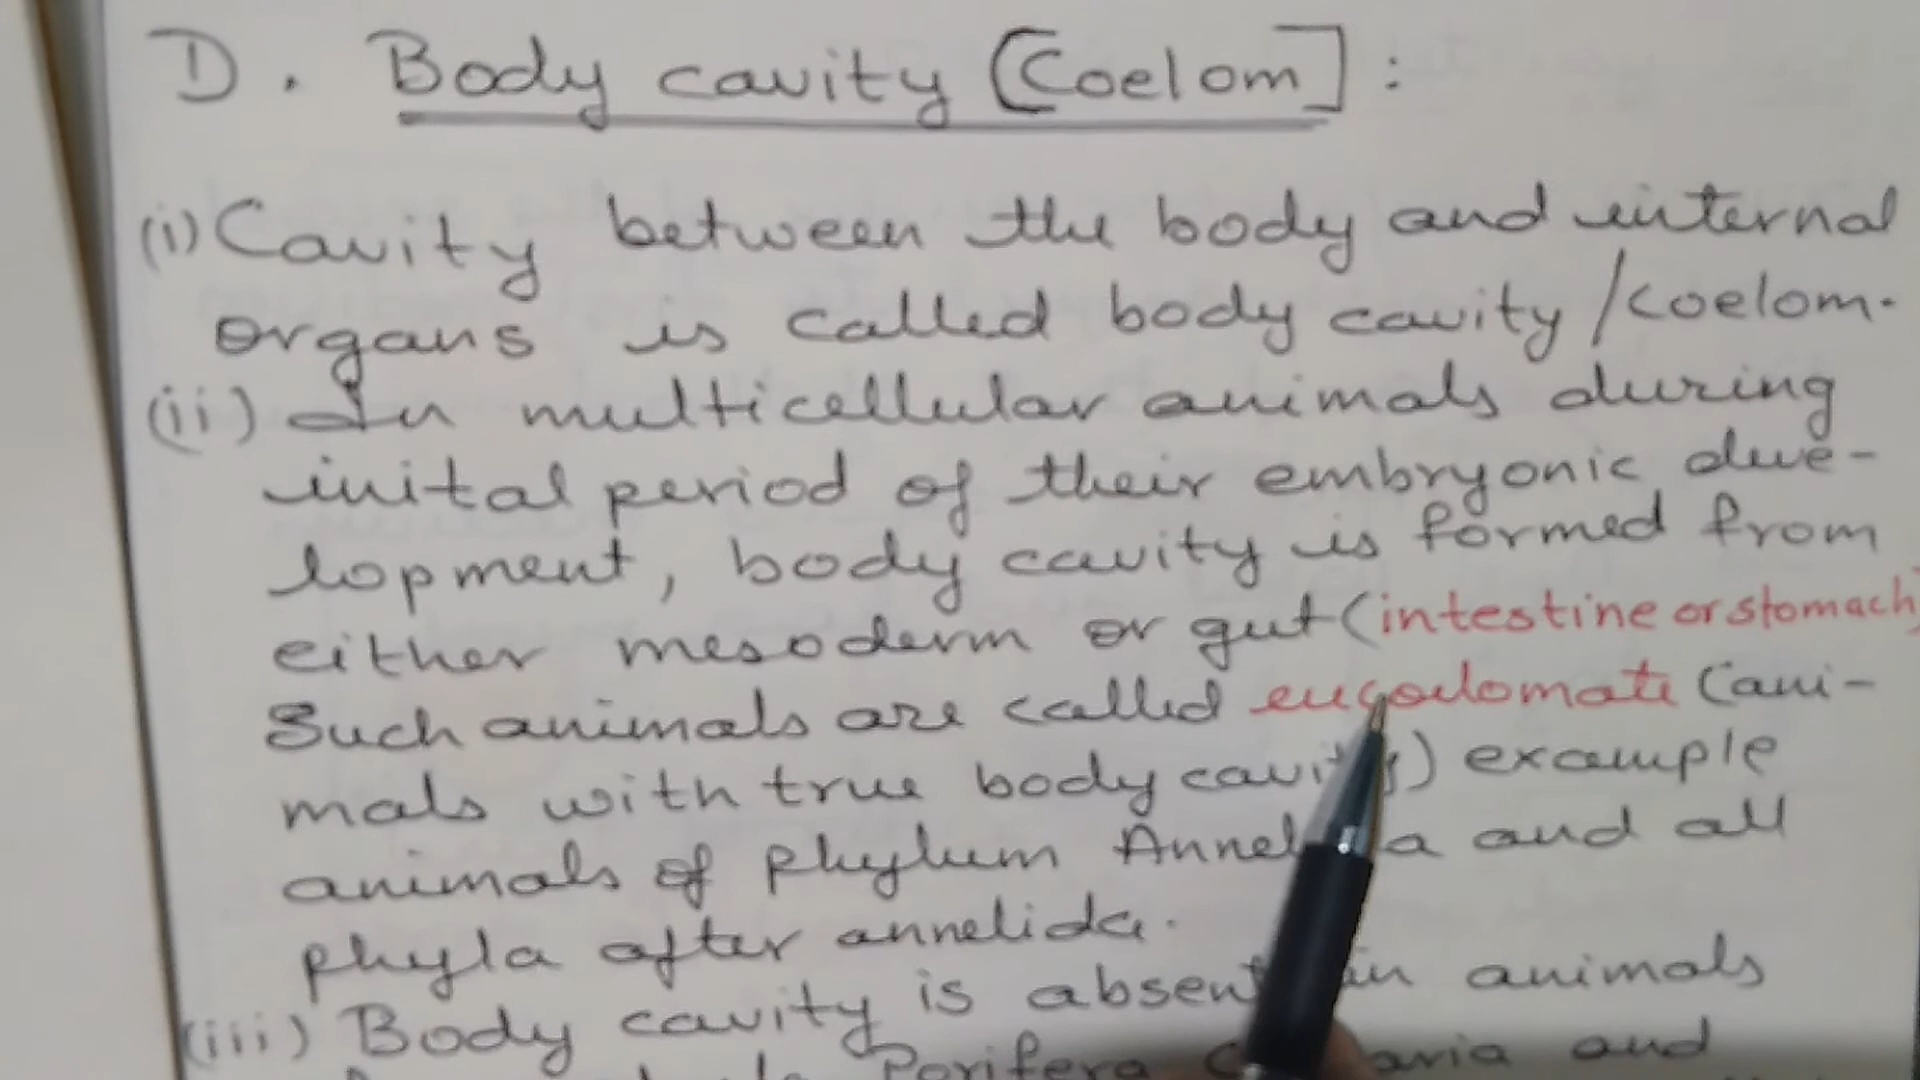 D. Body cavity [Coelom]:
(i) Cavity between the body and internal
organs is called body cavity /coelom.
(ii) In multicellular animals during
inital period of their embryonic deve-
lopment, body cavity is formed from
either mesoderm or gut (intestine or stomach)
Such animals are called eucoelomate (ani-
mals with true body cavity) example
animals of phylum Annelida and all
phyla after annelida.
(iii) Body cavity is absent in animals
Porifera and